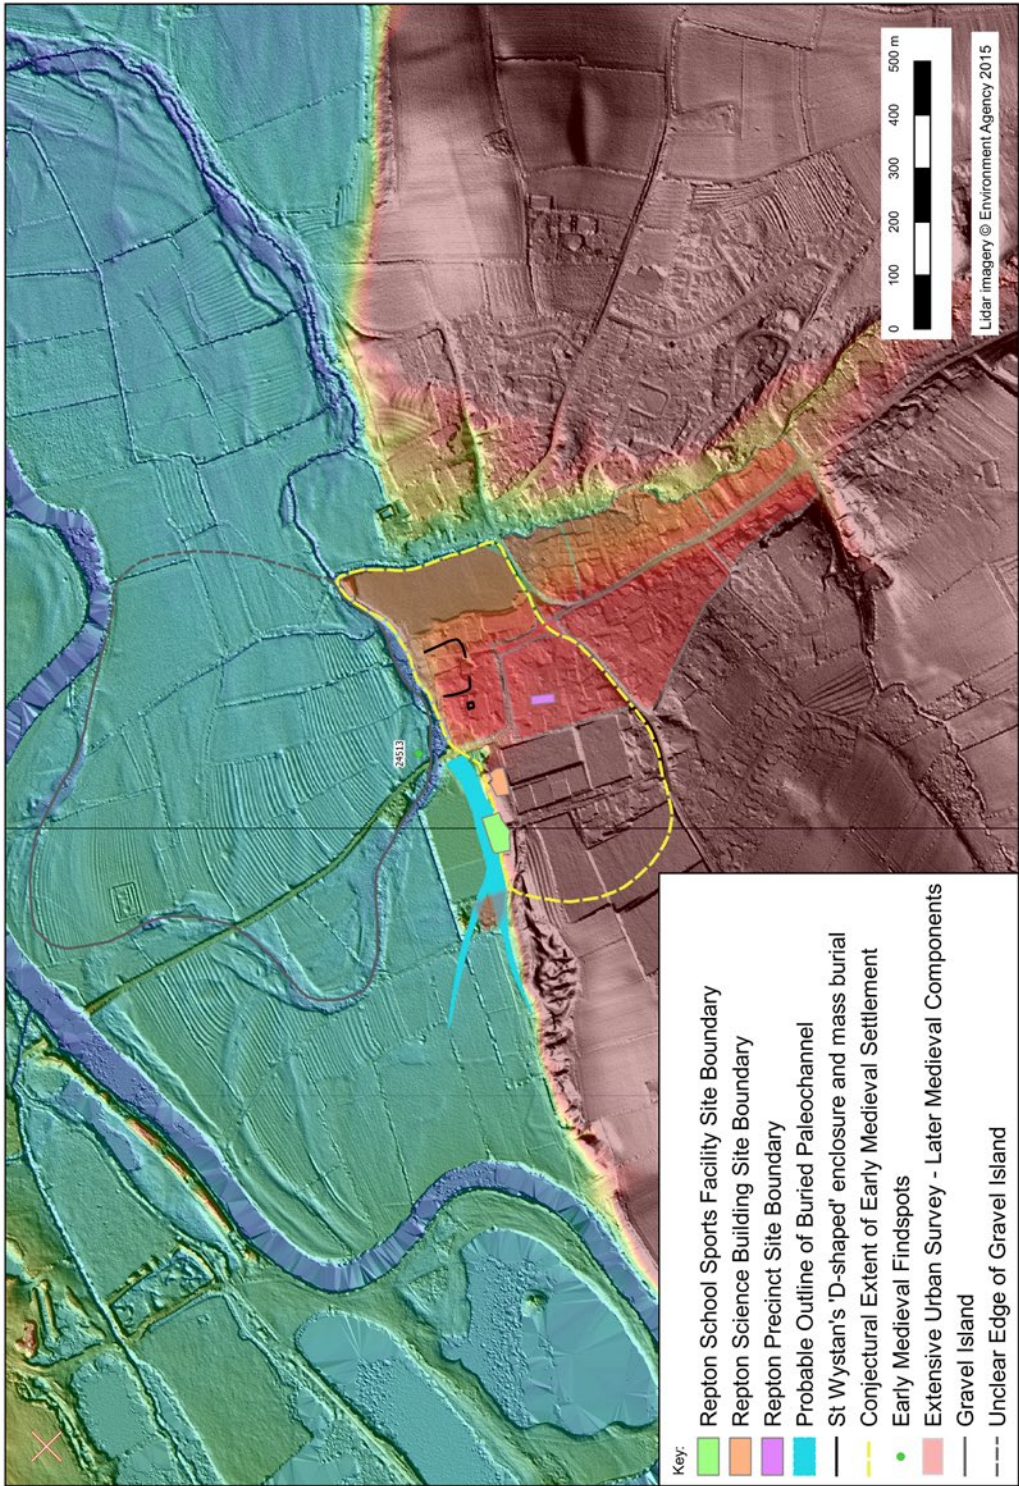 Key:
Repton School Sports Facility Site Boundary
Repton Science Building Site Boundary
Repton Precinct Site Boundary
Probable Outline of Buried Paleochannel
St Wystan's 'D-shaped' enclosure and mass burial
Conjectural Extent of Early Medieval Settlement
Early Medieval Findspots
Extensive Urban Survey - Later Medieval Components
Gravel Island
Unclear Edge of Gravel Island
24513
0 100 200 300 400 500 m
Lidar imagery © Environment Agency 2015